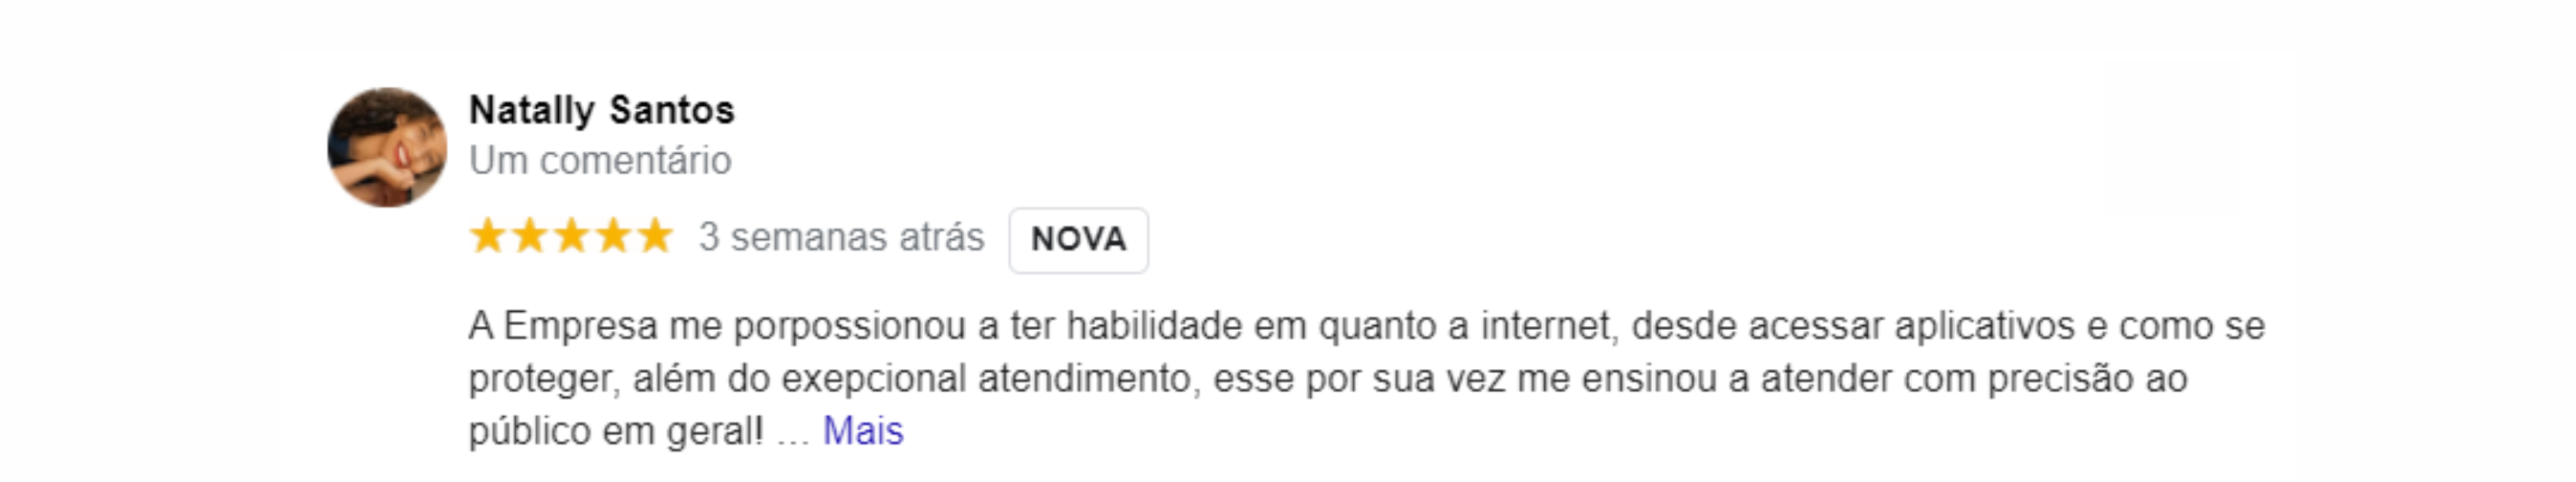 Natally Santos
Um comentário
3 semanas atrás NOVA
A Empresa me porpossionou a ter habilidade em quanto a internet, desde acessar aplicativos e como se
proteger, além do exepcional atendimento, esse por sua vez me ensinou a atender com precisão ao
público em geral! ... Mais